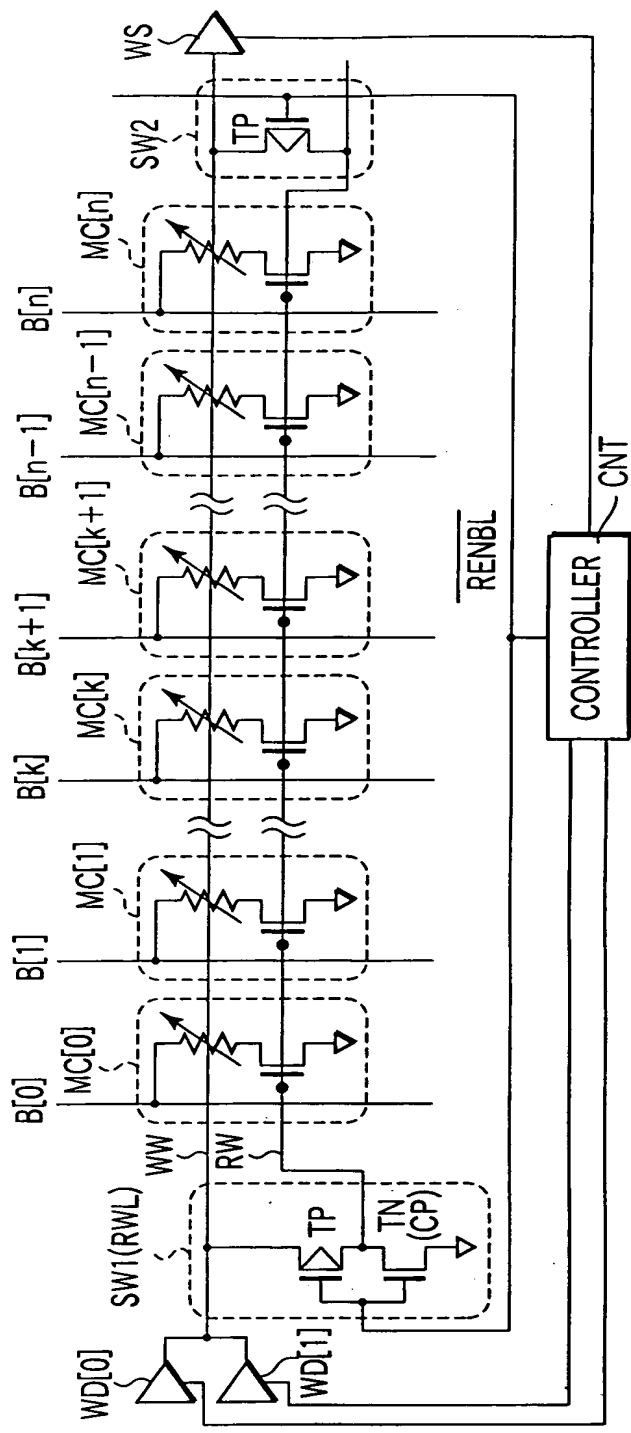 WS
SW2
TP
B[n]
MC[n]
B[n-1]
MC[n-1]
B[k+1]
MC[k+1]
B[k]
MC[k]
B[1]
MC[1]
B[0]
MC[0]
WW
RW
SW1(RWL)
TP
TN
(CP)
WD[0]
WD[1]
RENBL
CONTROLLER
CNT